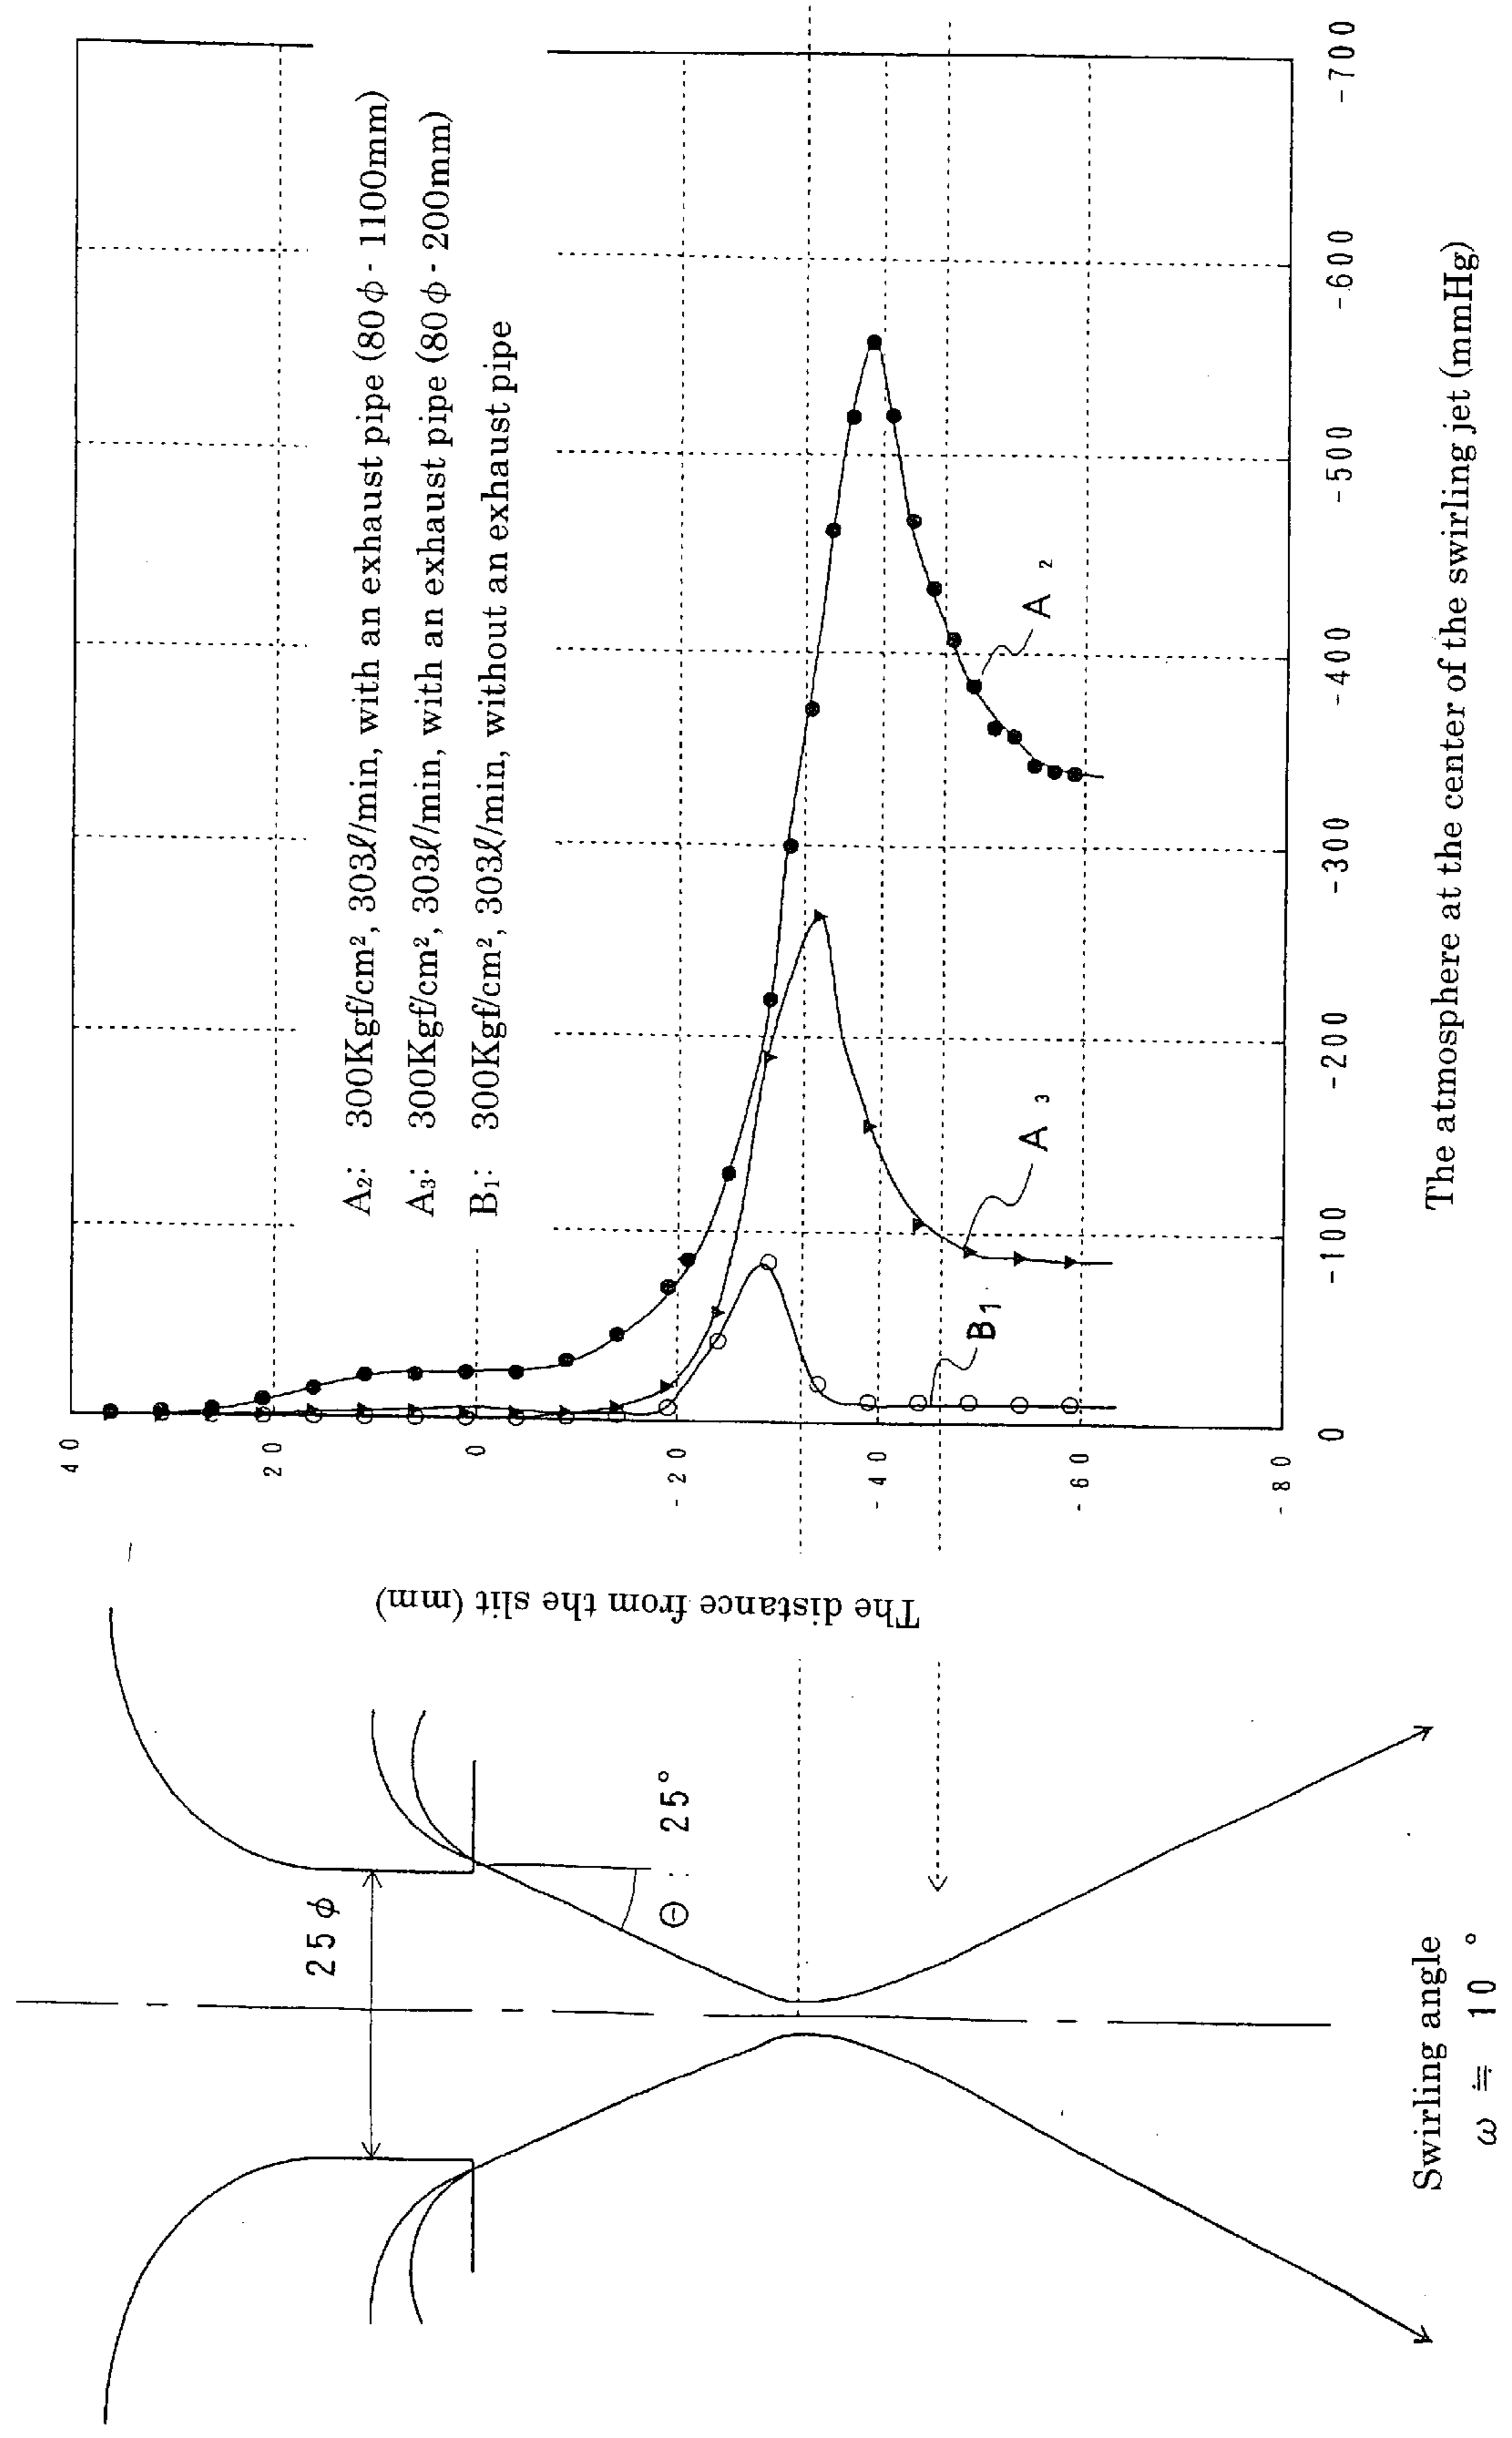 25φ
Θ: 25°
Swirling angle
ω ≒ 10°
The distance from the slit (mm)
40
20
0
-20
-40
-60
-80
A₂: 300Kgf/cm², 303ℓ/min, with an exhaust pipe (80φ - 1100mm)
A₃: 300Kgf/cm², 303ℓ/min, with an exhaust pipe (80φ - 200mm)
B₁: 300Kgf/cm², 303ℓ/min, without an exhaust pipe
B₁
A₃
A₂
0 -100 -200 -300 -400 -500 -600 -700
The atmosphere at the center of the swirling jet (mmHg)